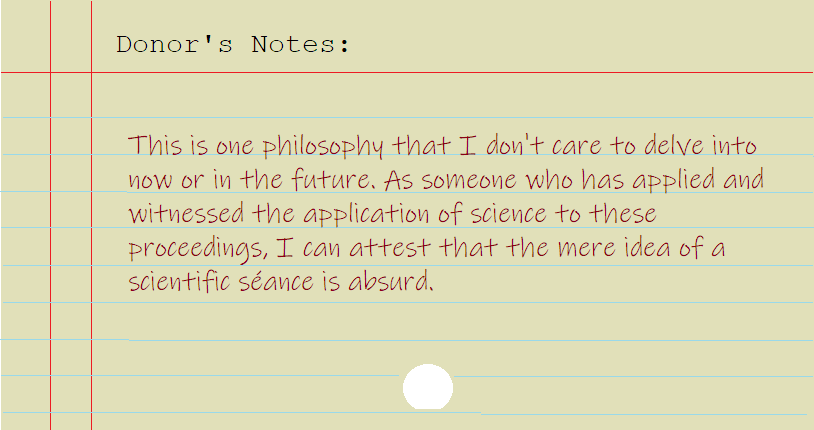 Donor's Notes:
This is one philosophy that I don't care to delve into
now or in the future. As someone who has applied and
witnessed the application of science to these
proceedings, I can attest that the mere idea of a
scientific séance is absurd.